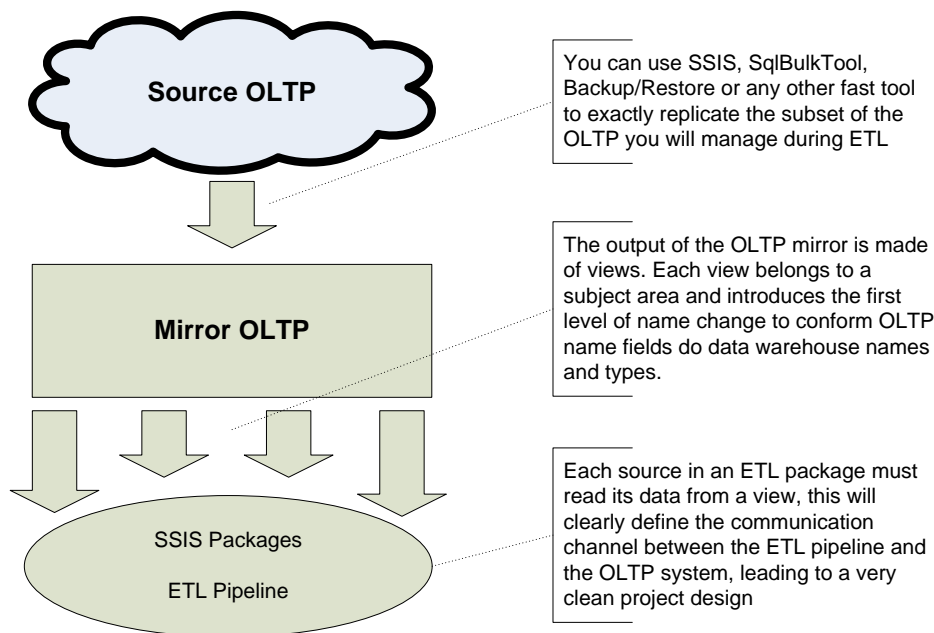 Source OLTP
You can use SSIS, SqlBulkTool,
Backup/Restore or any other fast tool
to exactly replicate the subset of the
OLTP you will manage during ETL
Mirror OLTP
The output of the OLTP mirror is made
of views. Each view belongs to a
subject area and introduces the first
level of name change to conform OLTP
name fields do data warehouse names
and types.
SSIS Packages
ETL Pipeline
Each source in an ETL package must
read its data from a view, this will
clearly define the communication
channel between the ETL pipeline and
the OLTP system, leading to a very
clean project design